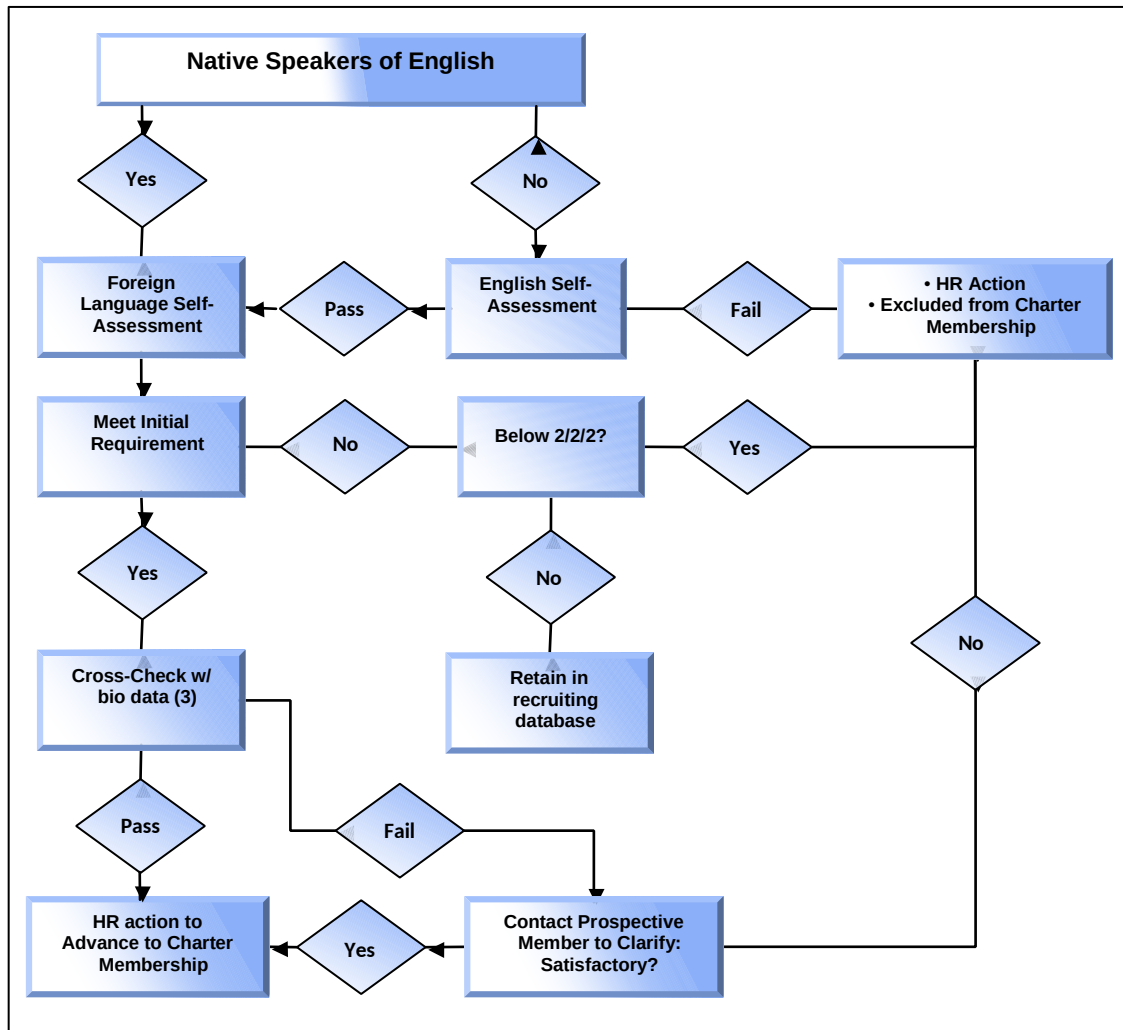 Native Speakers of English
Yes
No
Foreign
Language Self-
Assessment
Pass
English Self-
Assessment
Fail
• HR Action
• Excluded from Charter
Membership
Meet Initial
Requirement
No
Below 2/2/2?
Yes
Yes
No
No
Cross-Check w/
bio data (3)
Retain in
recruiting
database
Pass
Fail
HR action to
Advance to Charter
Membership
Yes
Contact Prospective
Member to Clarify:
Satisfactory?